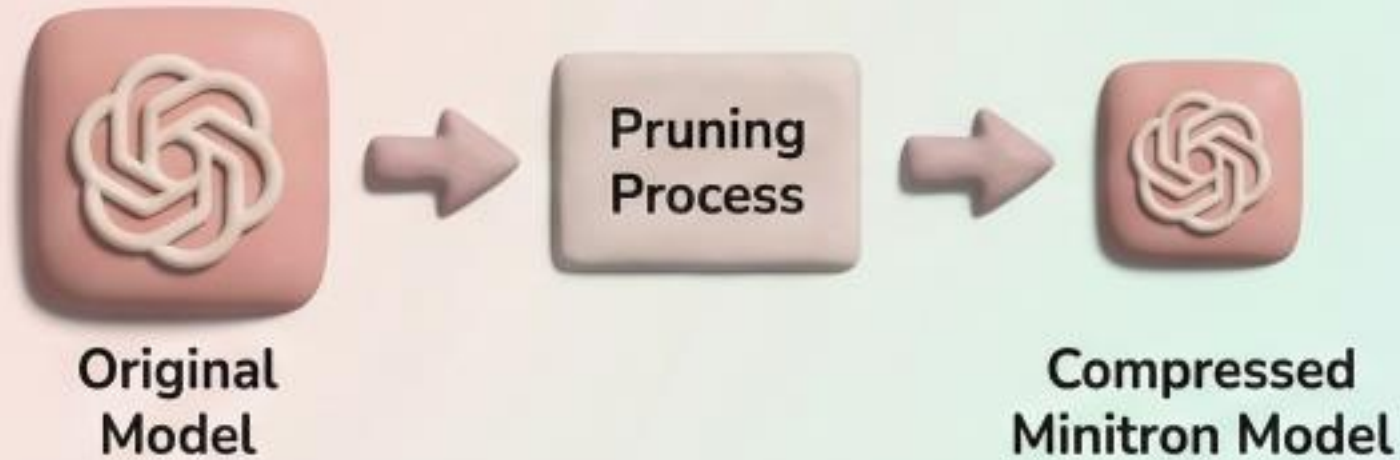 Pruning
Process
Original
Model
Compressed
Minitron Model